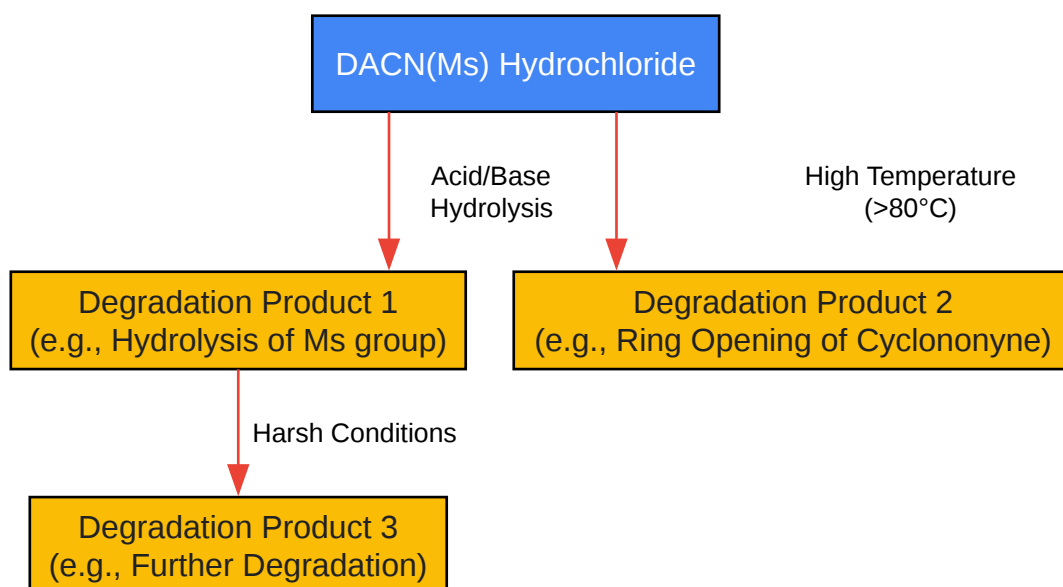 DACN(Ms) Hydrochloride
Acid/Base
Hydrolysis
High Temperature
(>80°C)
Degradation Product 1
(e.g., Hydrolysis of Ms group)
Degradation Product 2
(e.g., Ring Opening of Cyclononyne)
Harsh Conditions
Degradation Product 3
(e.g., Further Degradation)